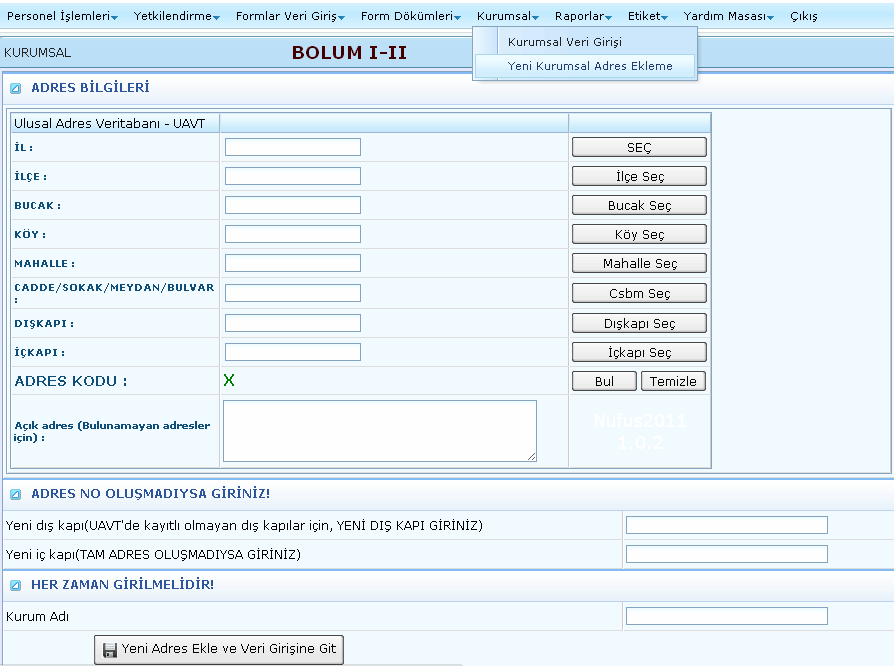 Personel İşlemleri Yetkilendirme Formlar Veri Giriş Form Dökümleri Kurumsal Raporlar Etiket Yardım Masası Çıkış
Kurumsal Veri Girişi
Yeni Kurumsal Adres Ekleme
KURUMSAL BOLUM I-II
ADRES BİLGİLERİ
Ulusal Adres Veritabanı - UAVT
İL : SEÇ
İLÇE : İlçe Seç
BUCAK : Bucak Seç
KÖY : Köy Seç
MAHALLE : Mahalle Seç
CADDE/SOKAK/MEYDAN/BULVAR
: Csbm Seç
DIŞKAPI : Dışkapı Seç
İÇKAPI : İçkapı Seç
ADRES KODU : X Bul Temizle
Açık adres (Bulunamayan adresler
için) :
Nufus2011
1.0.2
ADRES NO OLUŞMADIYSA GİRİNİZ!
Yeni dış kapı(UAVT'de kayıtlı olmayan dış kapılar için, YENİ DIŞ KAPI GİRİNİZ)
Yeni iç kapı(TAM ADRES OLUŞMADIYSA GİRİNİZ)
HER ZAMAN GİRİLMELİDİR!
Kurum Adı
Yeni Adres Ekle ve Veri Girişine Git